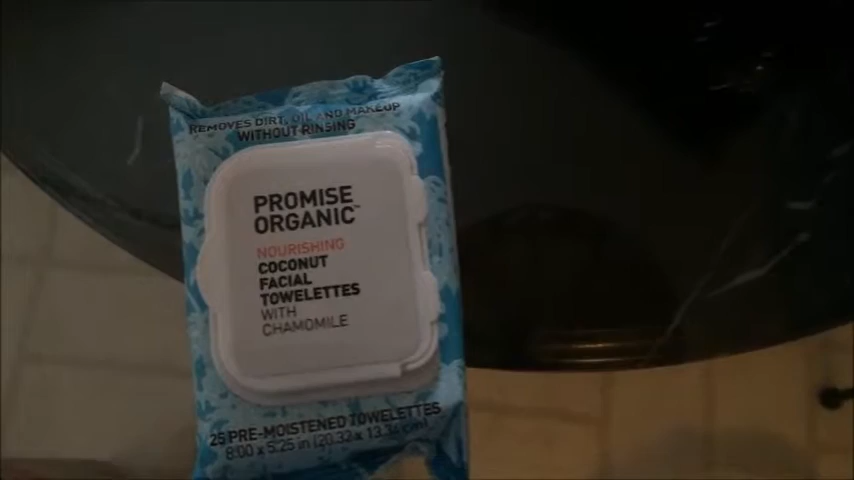 REMOVES DIRT, OIL AND MAKEUP
WITHOUT RINSING
PROMISE
ORGANIC™
NOURISHING
COCONUT
FACIAL
TOWELETTES
WITH
CHAMOMILE
25 PRE-MOISTENED TOWELETTES
8.00 x 5.25 in (20.32 x 13.34 cm)